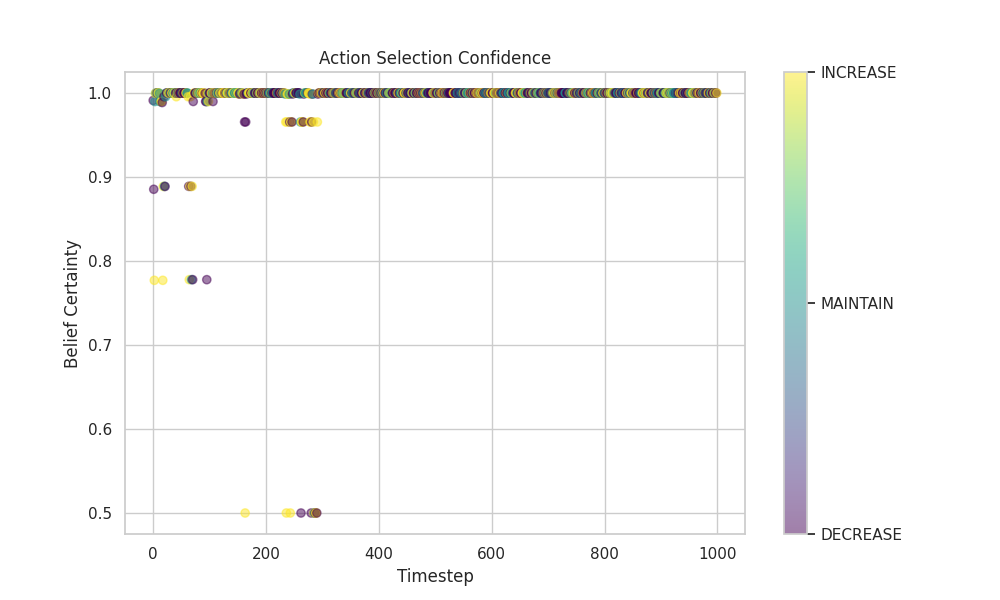 Action Selection Confidence
INCREASE
MAINTAIN
DECREASE
Belief Certainty
1.0
0.9
0.8
0.7
0.6
0.5
0 200 400 600 800 1000
Timestep